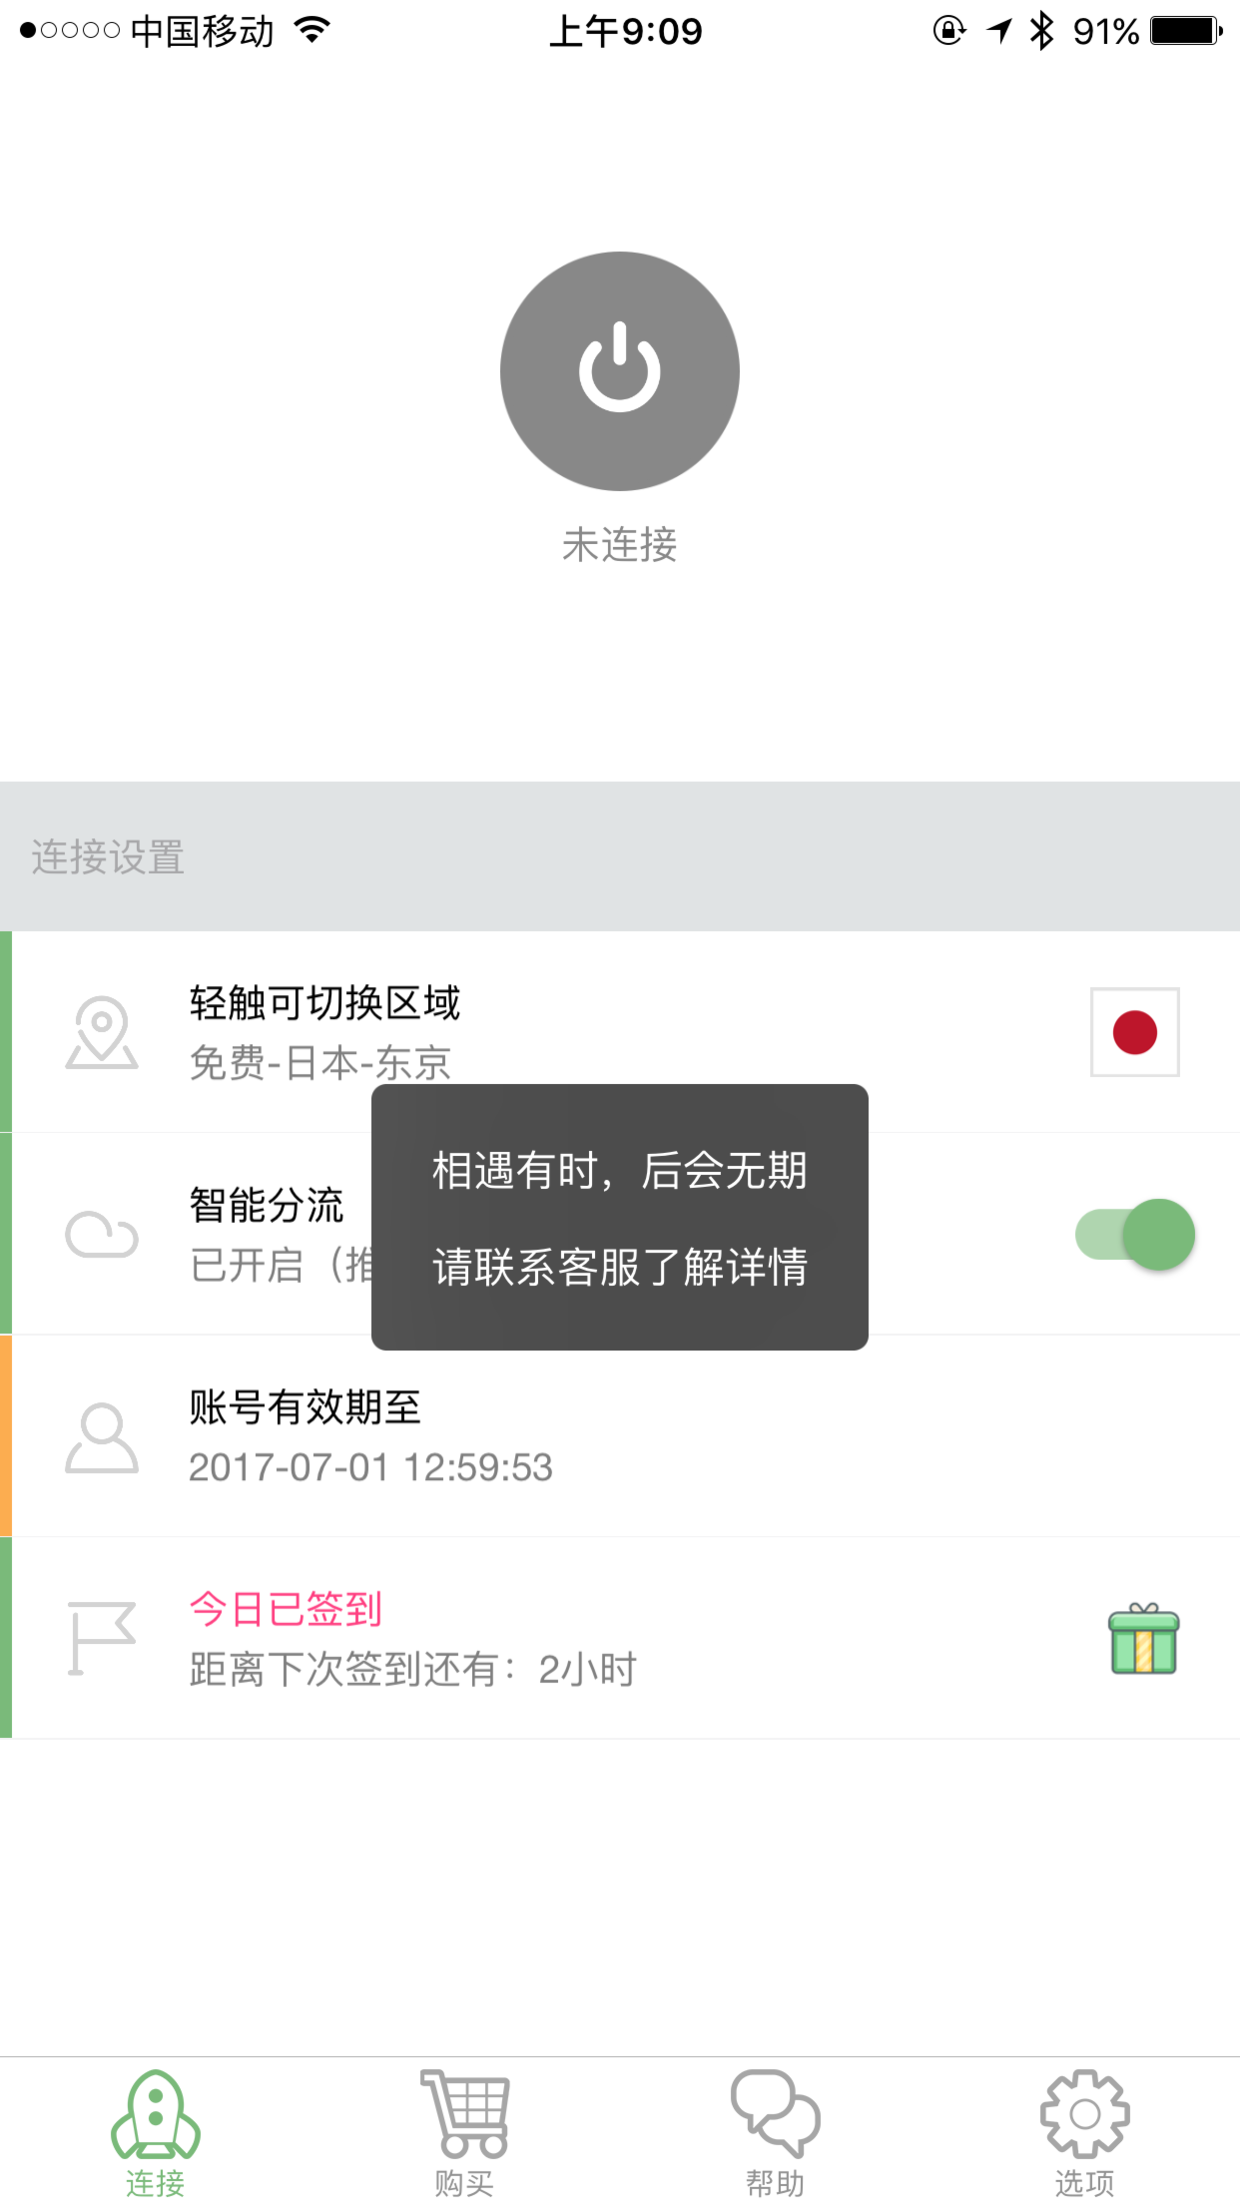 中国移动
上午9:09
91%
未连接
连接设置
轻触可切换区域
免费-日本-东京
相遇有时，后会无期
请联系客服了解详情
智能分流
已开启（推
账号有效期至
2017-07-01 12:59:53
今日已签到
距离下次签到还有：2小时
连接
购买
帮助
选项